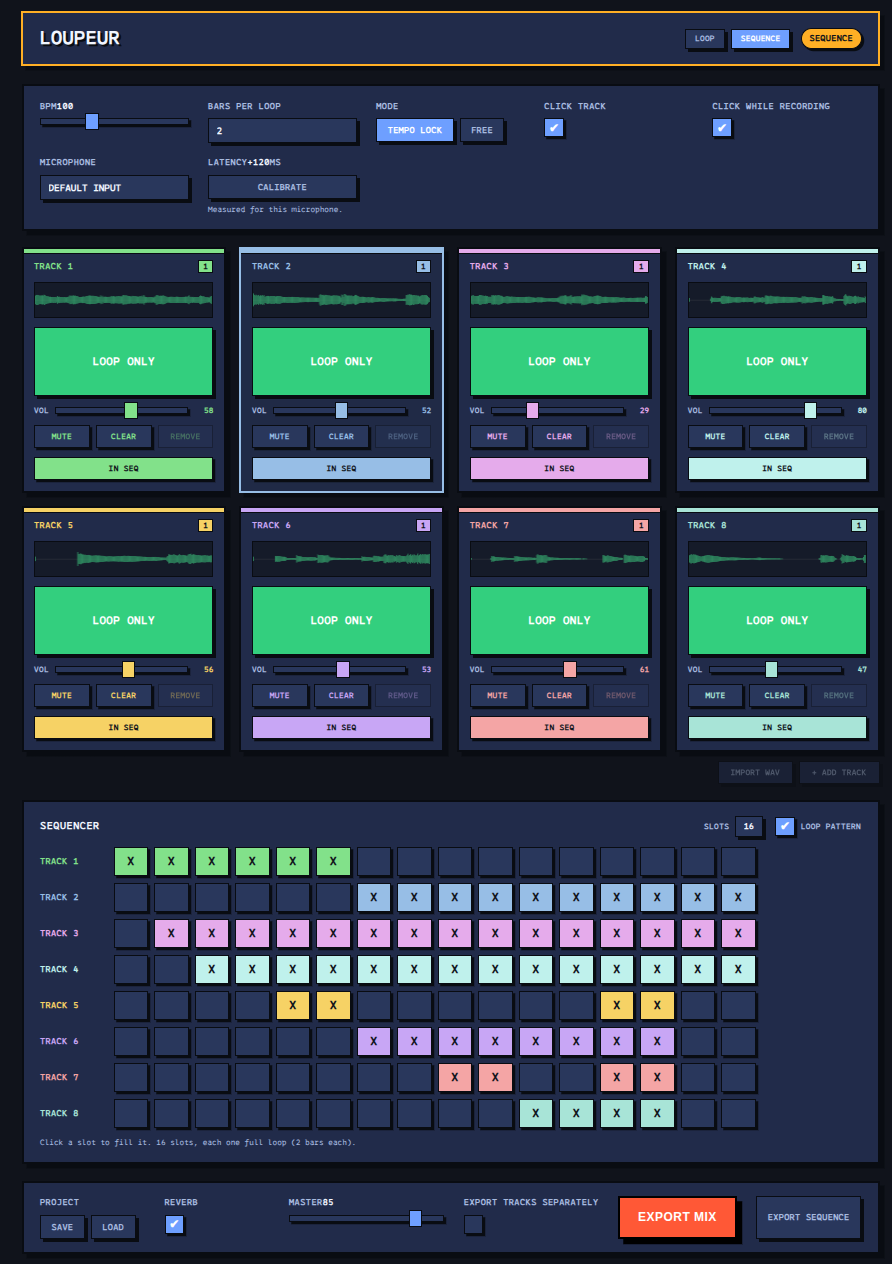 LOUPEUR
LOOP SEQUENCE SEQUENCE
BPM100 BARS PER LOOP MODE CLICK TRACK CLICK WHILE RECORDING
2 TEMPO LOCK FREE
MICROPHONE LATENCY+120MS
DEFAULT INPUT CALIBRATE
Measured for this microphone.
TRACK 1 1 TRACK 2 1 TRACK 3 1 TRACK 4 1
LOOP ONLY LOOP ONLY LOOP ONLY LOOP ONLY
VOL 58 VOL 52 VOL 29 VOL 80
MUTE CLEAR REMOVE MUTE CLEAR REMOVE MUTE CLEAR REMOVE MUTE CLEAR REMOVE
IN SEQ IN SEQ IN SEQ IN SEQ
TRACK 5 1 TRACK 6 1 TRACK 7 1 TRACK 8 1
LOOP ONLY LOOP ONLY LOOP ONLY LOOP ONLY
VOL 56 VOL 53 VOL 61 VOL 47
MUTE CLEAR REMOVE MUTE CLEAR REMOVE MUTE CLEAR REMOVE MUTE CLEAR REMOVE
IN SEQ IN SEQ IN SEQ IN SEQ
IMPORT WAV + ADD TRACK
SEQUENCER SLOTS 16 LOOP PATTERN
TRACK 1 X X X X X X
TRACK 2 X X X X X X X X X X
TRACK 3 X X X X X X X X X X X X X X X
TRACK 4 X X X X X X X X X X X X X X
TRACK 5 X X X X
TRACK 6 X X X X X X X X
TRACK 7 X X X X
TRACK 8 X X X X
Click a slot to fill it. 16 slots, each one full loop (2 bars each).
PROJECT REVERB MASTER85 EXPORT TRACKS SEPARATELY
SAVE LOAD EXPORT MIX EXPORT SEQUENCE